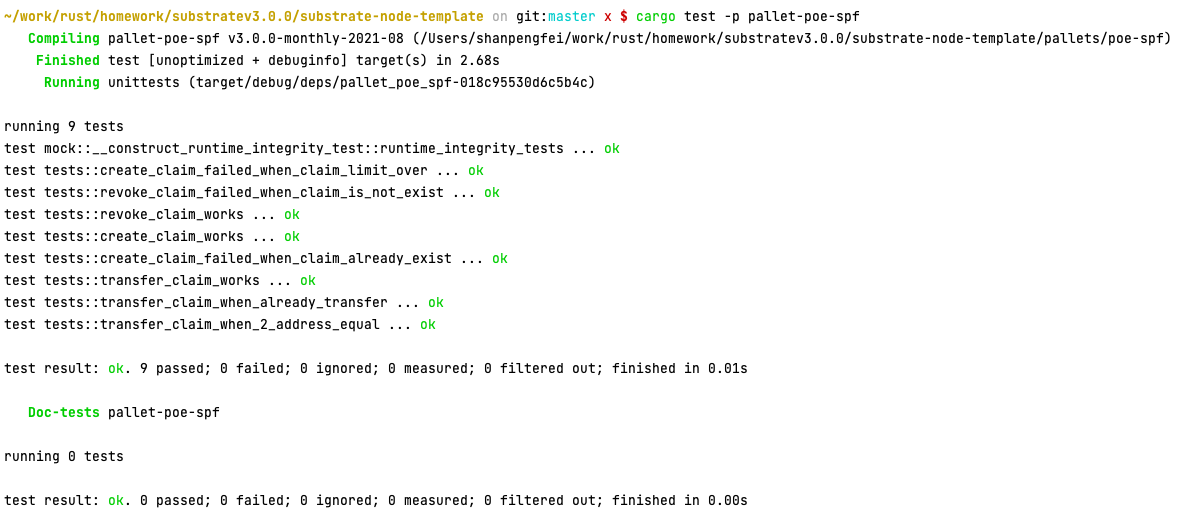 ~/work/rust/homework/substratev3.0.0/substrate-node-template on git:master x $ cargo test -p pallet-poe-spf
Compiling pallet-poe-spf v3.0.0-monthly-2021-08 (/Users/shanpengfei/work/rust/homework/substratev3.0.0/substrate-node-template/pallets/poe-spf)
Finished test [unoptimized + debuginfo] target(s) in 2.68s
Running unittests (target/debug/deps/pallet_poe_spf-018c95530d6c5b4c)
running 9 tests
test mock::__construct_runtime_integrity_test::runtime_integrity_tests ... ok
test tests::create_claim_failed_when_claim_limit_over ... ok
test tests::revoke_claim_failed_when_claim_is_not_exist ... ok
test tests::revoke_claim_works ... ok
test tests::create_claim_works ... ok
test tests::create_claim_failed_when_claim_already_exist ... ok
test tests::transfer_claim_works ... ok
test tests::transfer_claim_when_already_transfer ... ok
test tests::transfer_claim_when_2_address_equal ... ok
test result: ok. 9 passed; 0 failed; 0 ignored; 0 measured; 0 filtered out; finished in 0.01s
Doc-tests pallet-poe-spf
running 0 tests
test result: ok. 0 passed; 0 failed; 0 ignored; 0 measured; 0 filtered out; finished in 0.00s